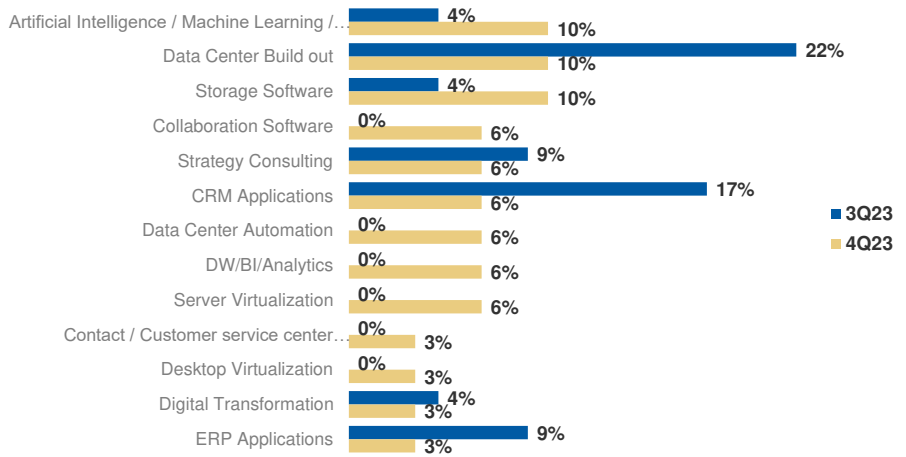 Artificial Intelligence / Machine Learning /… 4%
10%
Data Center Build out 22%
10%
Storage Software 4%
10%
Collaboration Software 0%
6%
Strategy Consulting 9%
6%
CRM Applications 17%
6%
Data Center Automation 0%
6%
DW/BI/Analytics 0%
6%
Server Virtualization 0%
6%
Contact / Customer service center… 0%
3%
Desktop Virtualization 0%
3%
Digital Transformation 4%
3%
ERP Applications 9%
3%
3Q23
4Q23